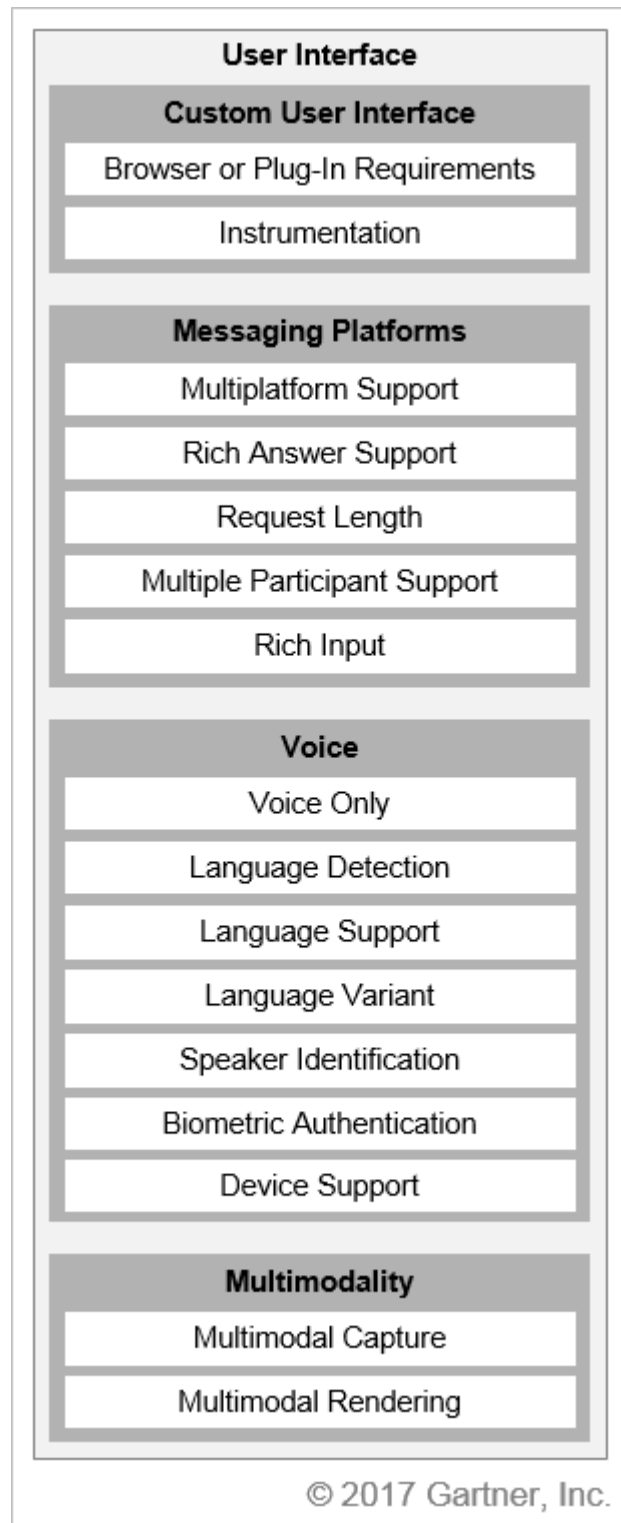 User Interface
Custom User Interface
Browser or Plug-In Requirements
Instrumentation
Messaging Platforms
Multiplatform Support
Rich Answer Support
Request Length
Multiple Participant Support
Rich Input
Voice
Voice Only
Language Detection
Language Support
Language Variant
Speaker Identification
Biometric Authentication
Device Support
Multimodality
Multimodal Capture
Multimodal Rendering
© 2017 Gartner, Inc.